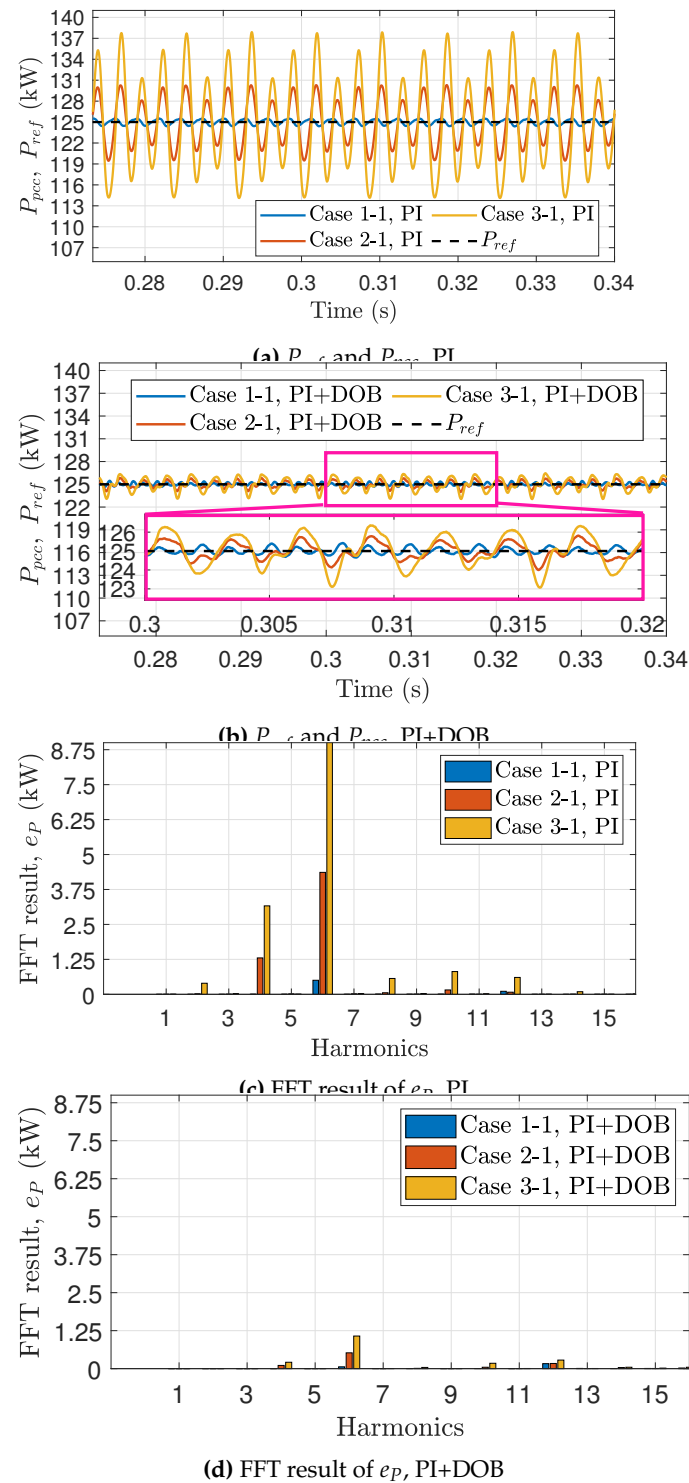 140
137
134
131
128
125
122
119
116
113
110
107
P_pcc, P_ref (kW)
Case 1-1, PI
Case 3-1, PI
Case 2-1, PI
P_ref
0.28 0.29 0.3 0.31 0.32 0.33 0.34
Time (s)
140
137
134
131
128
125
122
119
116
113
110
107
P_pcc, P_ref (kW)
Case 1-1, PI+DOB
Case 3-1, PI+DOB
Case 2-1, PI+DOB
P_ref
126
125
124
123
0.3 0.305 0.31 0.315 0.32
0.28 0.29 0.3 0.31 0.32 0.33 0.34
Time (s)
8.75
7.5
6.25
5
3.75
2.5
1.25
0
FFT result, e_P (kW)
Case 1-1, PI
Case 2-1, PI
Case 3-1, PI
1 3 5 7 9 11 13 15
Harmonics
8.75
7.5
6.25
5
3.75
2.5
1.25
0
FFT result, e_P (kW)
Case 1-1, PI+DOB
Case 2-1, PI+DOB
Case 3-1, PI+DOB
1 3 5 7 9 11 13 15
Harmonics
(d) FFT result of e_P, PI+DOB